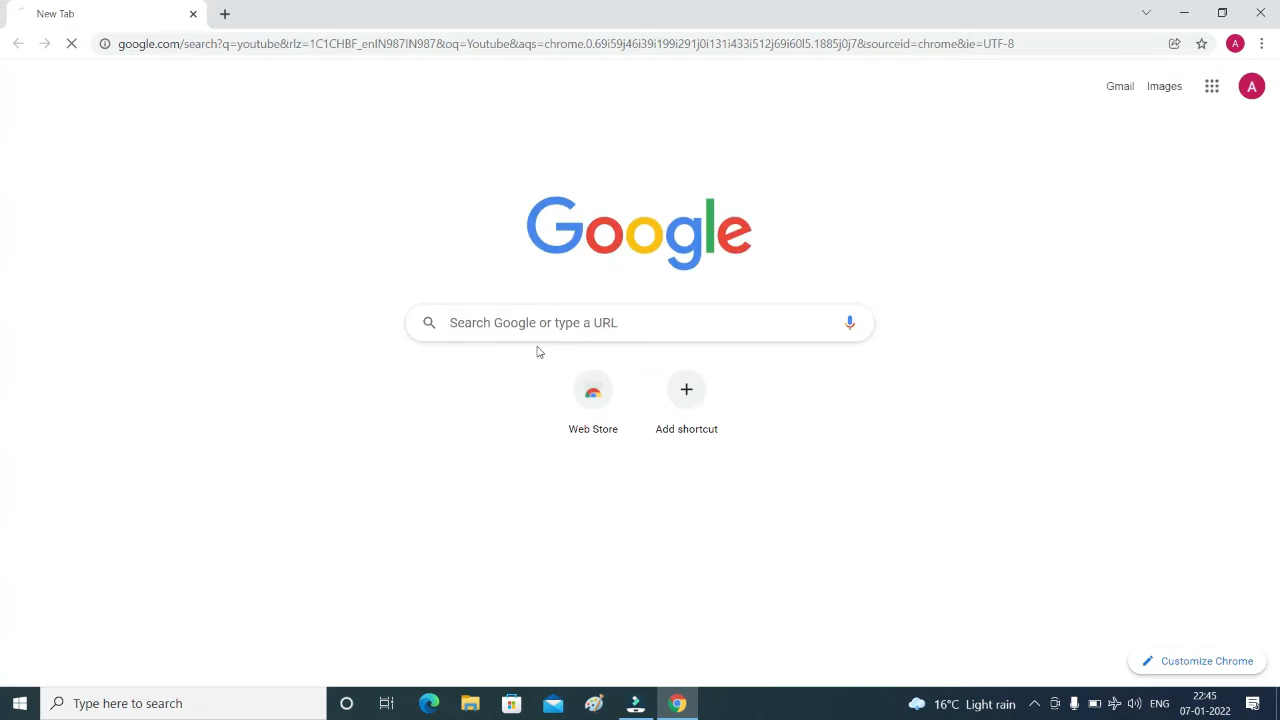 New Tab
google.com/search?q=youtube&rlz=1C1CHBF_enIN987IN987&oq=Youtube&aqs=chrome.0.69i59j46i39i199i291j0i131i433i512j69i60l5.1885j0j7&sourceid=chrome&ie=UTF-8
A
Gmail Images
A
Google
Search Google or type a URL
Web Store
Add shortcut
Customize Chrome
Type here to search
16°C Light rain
ENG
22:45
07-01-2022